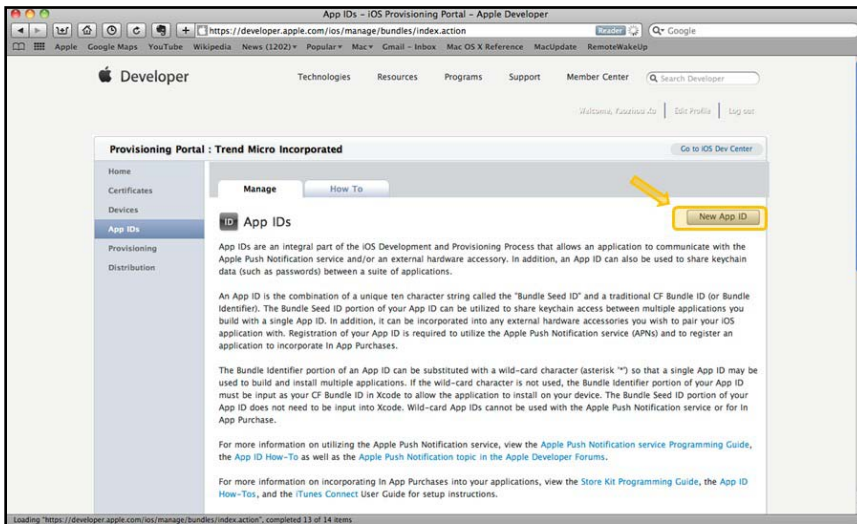 App IDs – iOS Provisioning Portal – Apple Developer
https://developer.apple.com/ios/manage/bundles/index.action
Reader
Google
Apple Google Maps YouTube Wikipedia News (1202) Popular Mac Gmail – Inbox Mac OS X Reference MacUpdate RemoteWakeUp
Developer
Technologies Resources Programs Support Member Center Search Developer
Welcome, Edit Profile Log out
Provisioning Portal : Trend Micro Incorporated
Go to iOS Dev Center
Home
Certificates
Devices
App IDs
Provisioning
Distribution
Manage How To
ID App IDs
New App ID
App IDs are an integral part of the iOS Development and Provisioning Process that allows an application to communicate with the
Apple Push Notification service and/or an external hardware accessory. In addition, an App ID can also be used to share keychain
data (such as passwords) between a suite of applications.
An App ID is the combination of a unique ten character string called the "Bundle Seed ID" and a traditional CF Bundle ID (or Bundle
Identifier). The Bundle Seed ID portion of your App ID can be utilized to share keychain access between multiple applications you
build with a single App ID. In addition, it can be incorporated into any external hardware accessories you wish to pair your iOS
application with. Registration of your App ID is required to utilize the Apple Push Notification service (APNs) and to register an
application to incorporate In App Purchases.
The Bundle Identifier portion of an App ID can be substituted with a wild-card character (asterisk "*") so that a single App ID may be
used to build and install multiple applications. If the wild-card character is not used, the Bundle Identifier portion of your App ID
must be input as your CF Bundle ID in Xcode to allow the application to install on your device. The Bundle Seed ID portion of your
App ID does not need to be input into Xcode. Wild-card App IDs cannot be used with the Apple Push Notification service or for In
App Purchase.
For more information on utilizing the Apple Push Notification service, view the Apple Push Notification service Programming Guide,
the App ID How-To as well as the Apple Push Notification topic in the Apple Developer Forums.
For more information on incorporating In App Purchases into your applications, view the Store Kit Programming Guide, the App ID
How-Tos, and the iTunes Connect User Guide for setup instructions.
Loading "https://developer.apple.com/ios/manage/bundles/index.action", completed 13 of 14 items